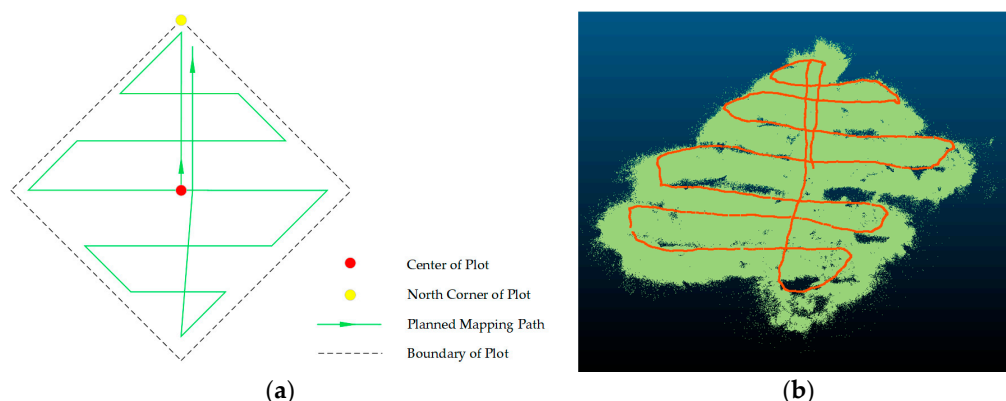 Center of Plot
North Corner of Plot
Planned Mapping Path
Boundary of Plot
(a)
(b)